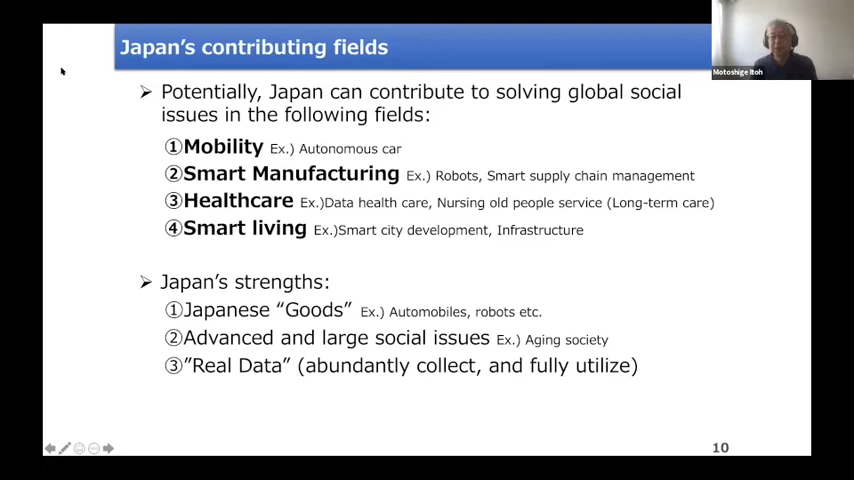 Japan's contributing fields
Motoshige Itoh
➢ Potentially, Japan can contribute to solving global social
issues in the following fields:
①Mobility Ex.) Autonomous car
②Smart Manufacturing Ex.) Robots, Smart supply chain management
③Healthcare Ex.)Data health care, Nursing old people service (Long-term care)
④Smart living Ex.)Smart city development, Infrastructure
➢ Japan's strengths:
①Japanese “Goods” Ex.) Automobiles, robots etc.
②Advanced and large social issues Ex.) Aging society
③”Real Data” (abundantly collect, and fully utilize)
10